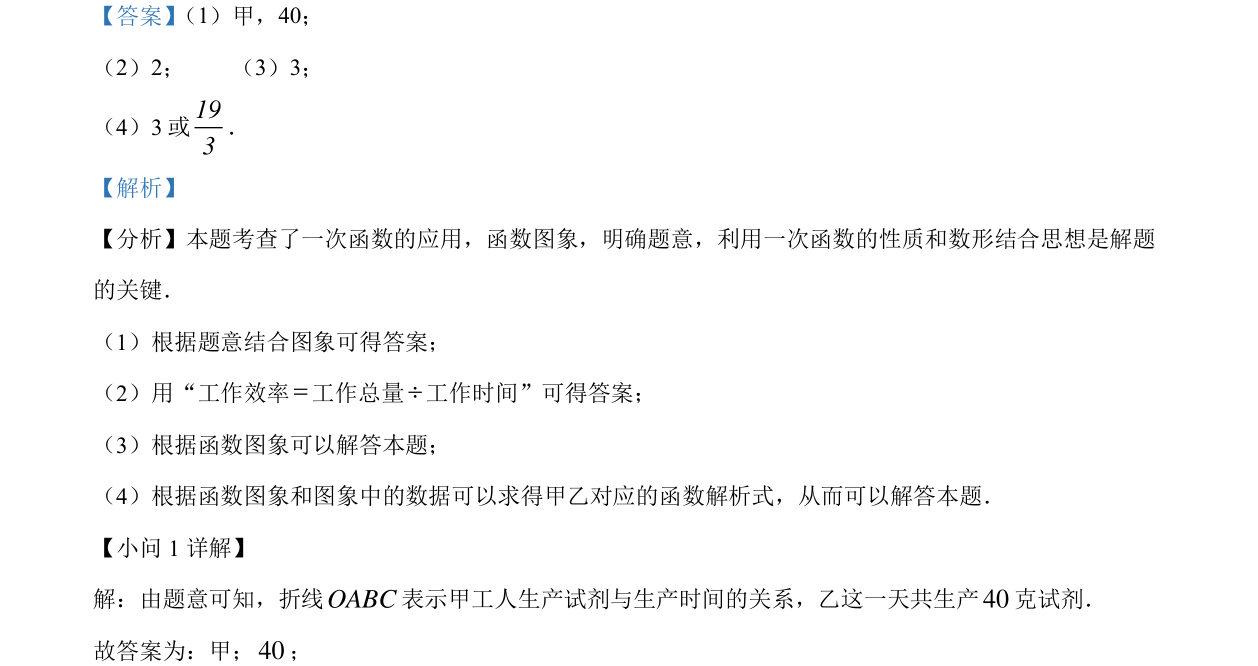 【答案】（1）甲，40；
（2）2； （3）3；
（4）3 或 19/3．
【解析】
【分析】本题考查了一次函数的应用，函数图象，明确题意，利用一次函数的性质和数形结合思想是解题
的关键．
（1）根据题意结合图象可得答案；
（2）用“工作效率＝工作总量÷工作时间”可得答案；
（3）根据函数图象可以解答本题；
（4）根据函数图象和图象中的数据可以求得甲乙对应的函数解析式，从而可以解答本题．
【小问 1 详解】
解：由题意可知，折线 OABC 表示甲工人生产试剂与生产时间的关系，乙这一天共生产 40 克试剂．
故答案为：甲；40；